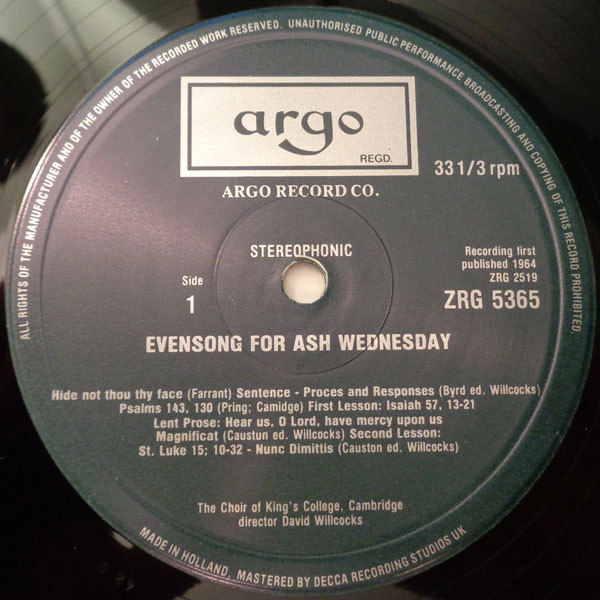 ALL RIGHTS OF THE MANUFACTURER AND OF THE OWNER OF THE RECORDED WORK RESERVED. UNAUTHORISED PUBLIC PERFORMANCE BROADCASTING AND COPYING OF THIS RECORD PROHIBITED.
argo
REGD.
33 1/3 rpm
ARGO RECORD CO.
STEREOPHONIC
Side
1
Recording first
published 1964
ZRG 2519
ZRG 5365
EVENSONG FOR ASH WEDNESDAY
Hide not thou thy face (Farrant) Sentence - Proces and Responses (Byrd ed. Willcocks)
Psalms 143, 130 (Pring; Camidge) First Lesson: Isaiah 57, 13-21
Lent Prose: Hear us, O Lord, have mercy upon us
Magnificat (Caustun ed. Willcocks) Second Lesson:
St. Luke 15; 10-32 - Nunc Dimittis (Causton ed. Willcocks)
The Choir of King's College, Cambridge
director David Willcocks
MADE IN HOLLAND, MASTERED BY DECCA RECORDING STUDIOS UK